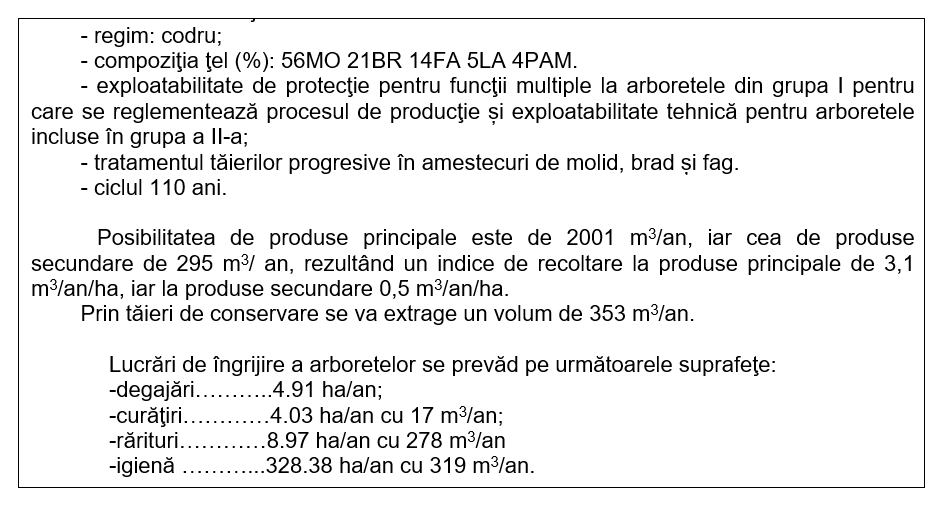 - regim: codru;
- compoziţia ţel (%): 56MO 21BR 14FA 5LA 4PAM.
- exploatabilitate de protecţie pentru funcţii multiple la arboretele din grupa I pentru
care se reglementează procesul de producţie și exploatabilitate tehnică pentru arboretele
incluse în grupa a II-a;
- tratamentul tăierilor progresive în amestecuri de molid, brad și fag.
- ciclul 110 ani.
Posibilitatea de produse principale este de 2001 m³/an, iar cea de produse
secundare de 295 m³/ an, rezultând un indice de recoltare la produse principale de 3,1
m³/an/ha, iar la produse secundare 0,5 m³/an/ha.
Prin tăieri de conservare se va extrage un volum de 353 m³/an.
Lucrări de îngrijire a arboretelor se prevăd pe următoarele suprafeţe:
-degajări………..4.91 ha/an;
-curăţiri…………4.03 ha/an cu 17 m³/an;
-rărituri………….8.97 ha/an cu 278 m³/an
-igienă ………...328.38 ha/an cu 319 m³/an.